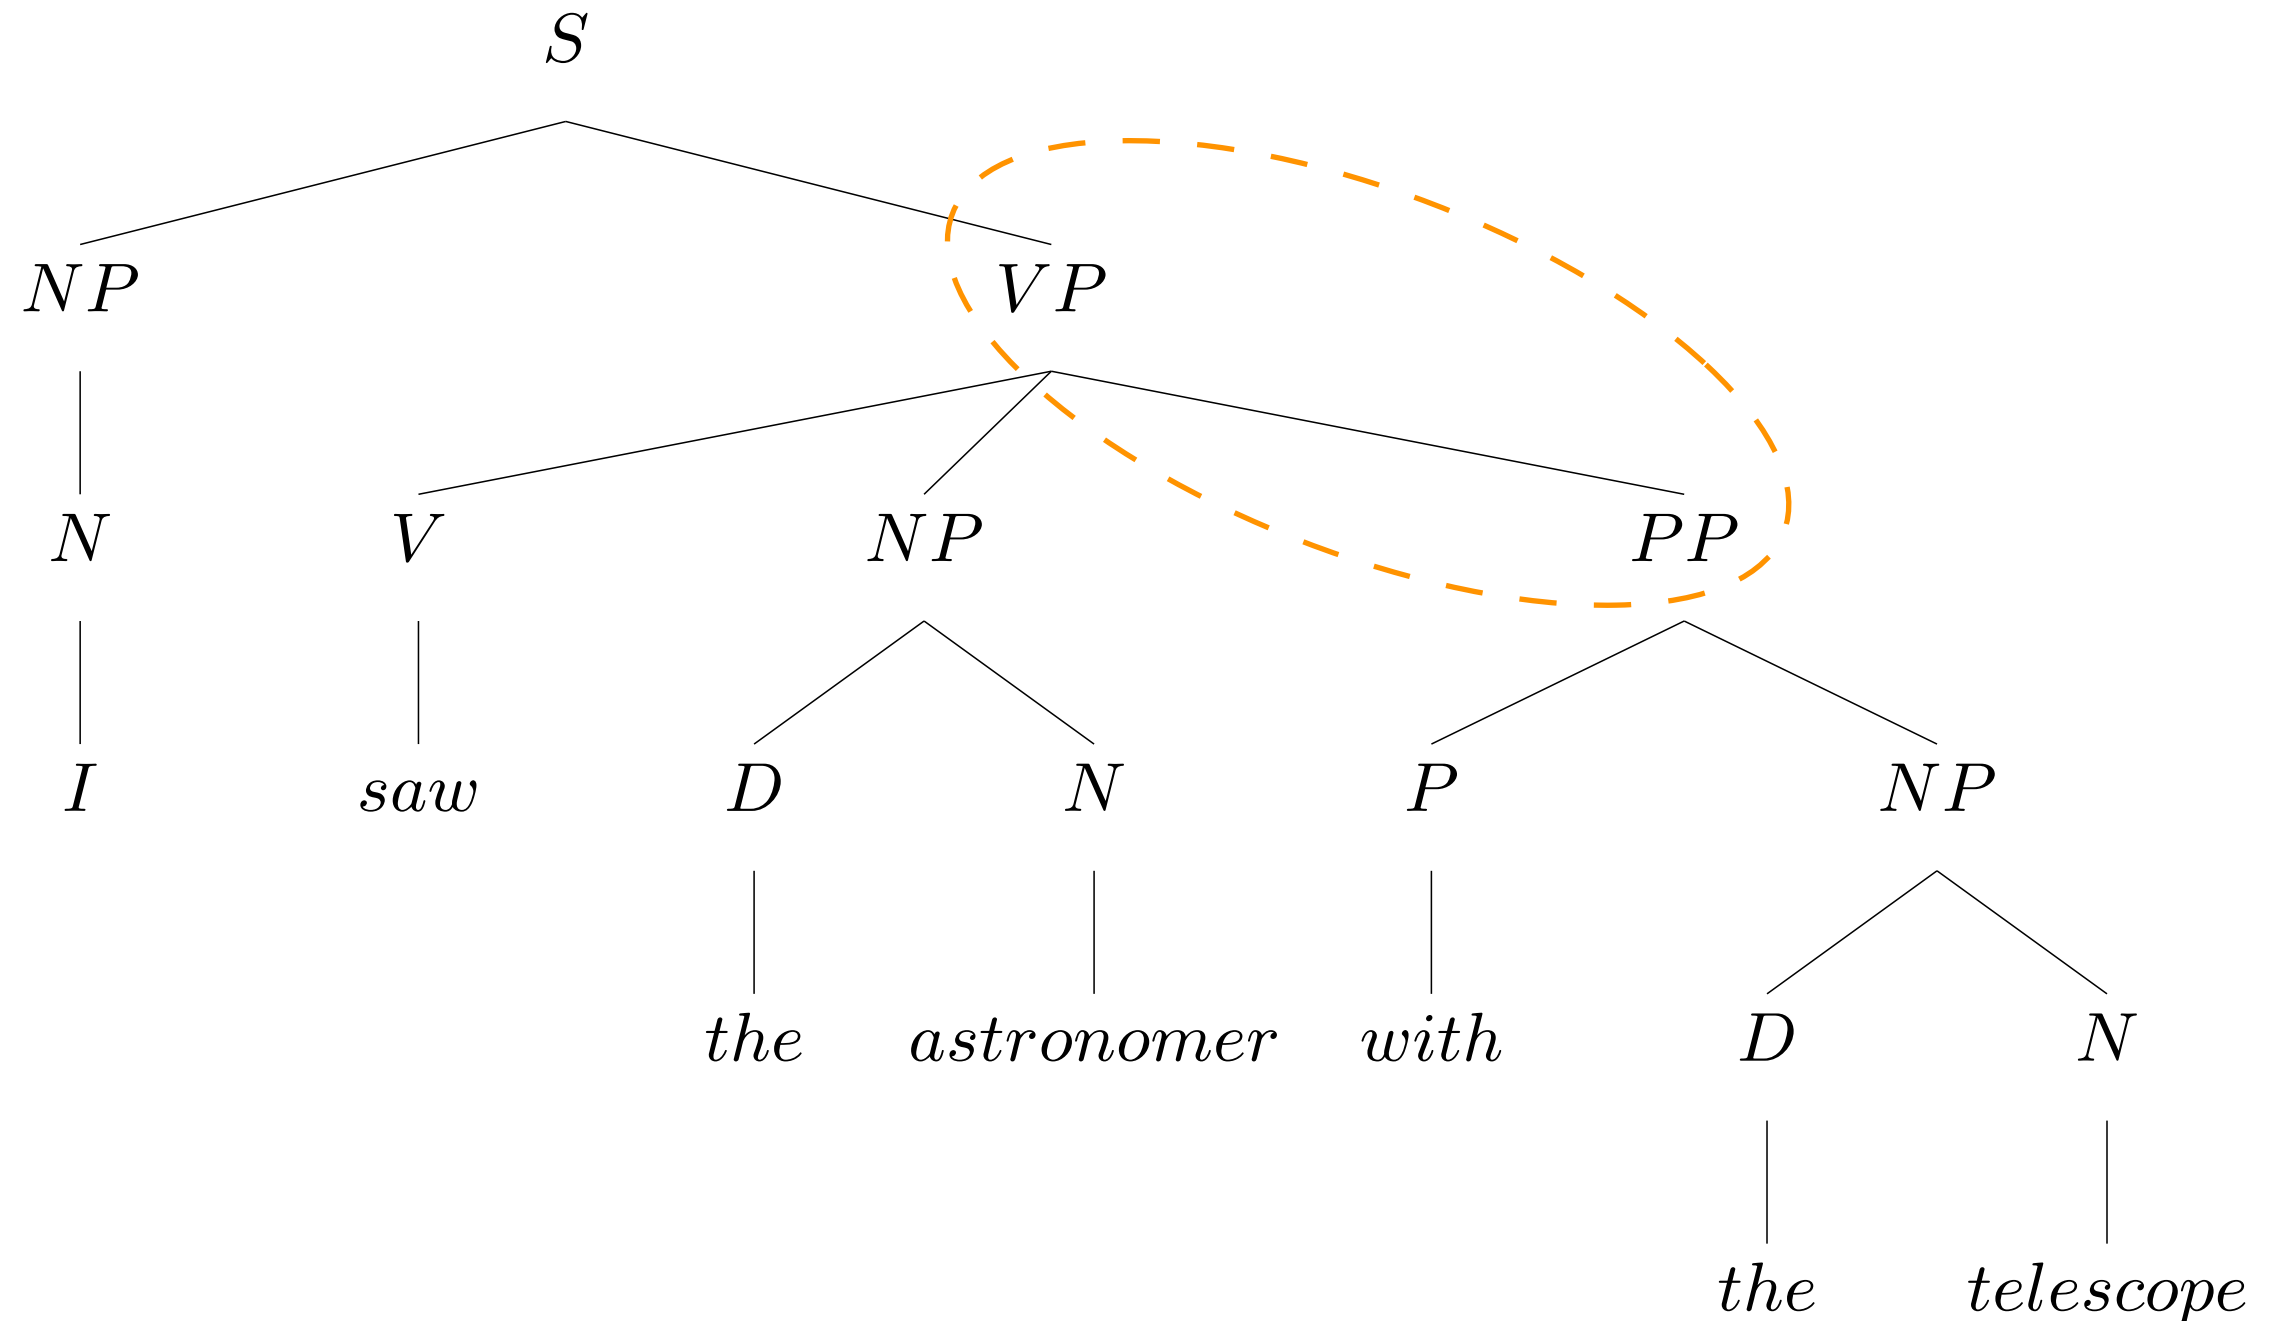 S
NP VP
N V NP PP
I saw D N P NP
the astronomer with D N
the telescope